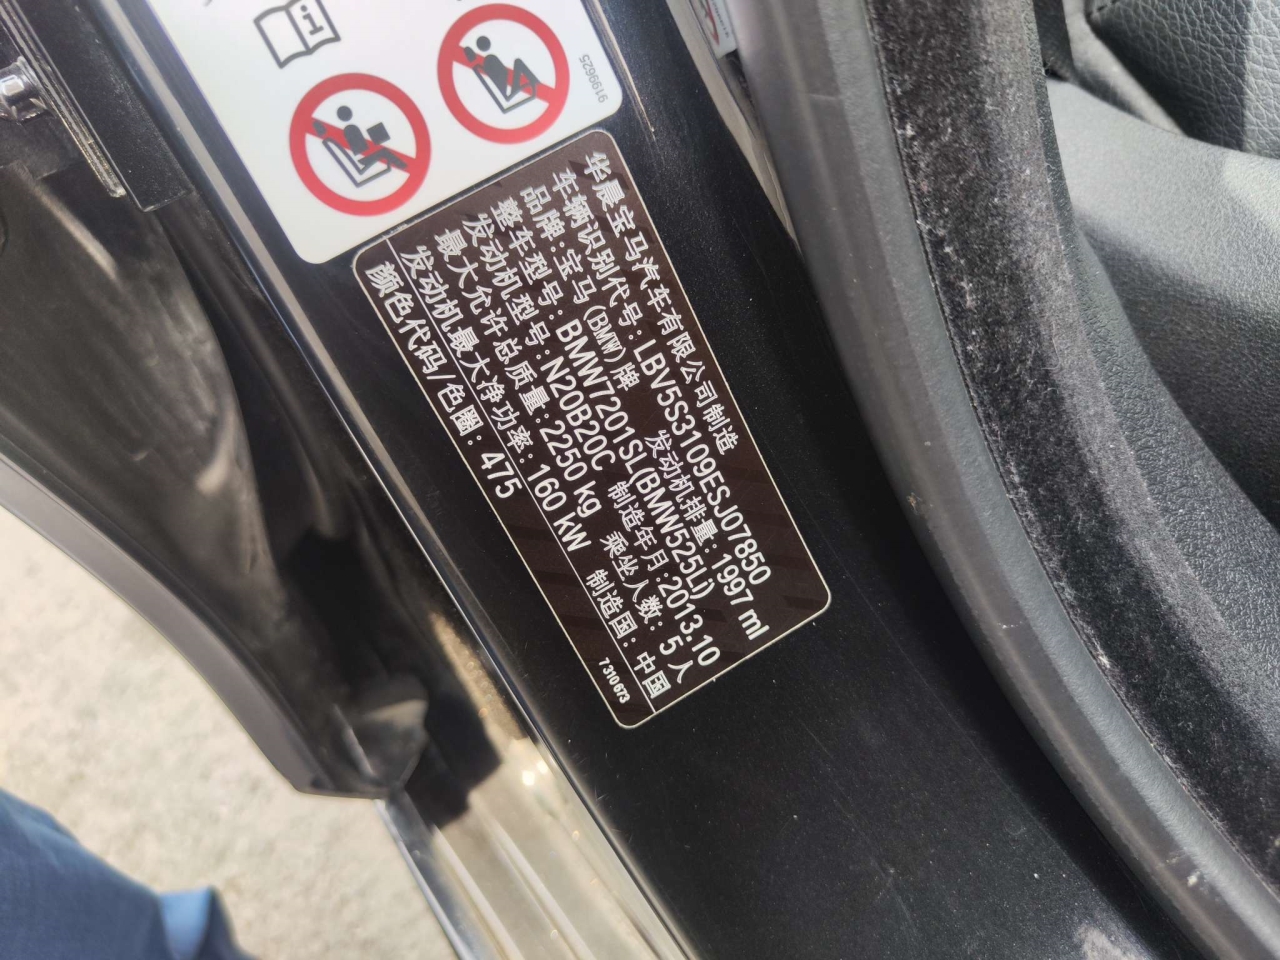 9199625
华晨宝马汽车有限公司制造
车辆识别代号: LBV5S3109ESJ07850
品牌: 宝马(BMW)牌 发动机排量: 1997 ml
整车型号: BMW7201SL(BMW525Li)
发动机型号: N20B20C 制造年月: 2013.10
最大允许总质量: 2250 kg 乘坐人数: 5 人
发动机最大净功率: 160 kW 制造国: 中国
颜色代码/色圈: 475 7310673